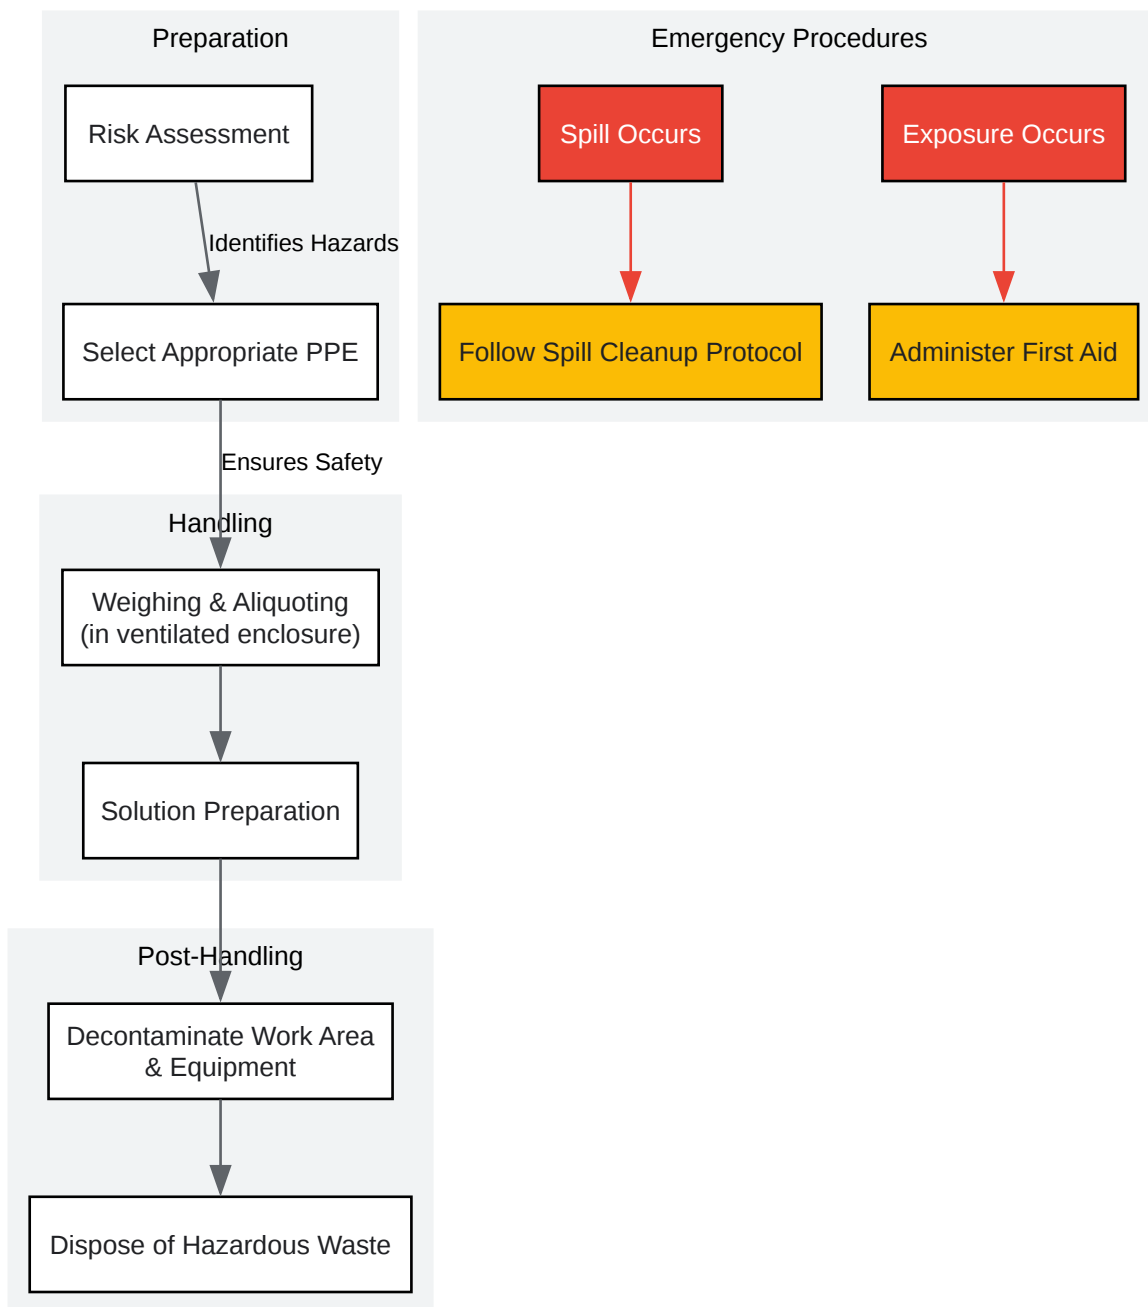 Preparation
Risk Assessment
Identifies Hazards
Select Appropriate PPE
Ensures Safety
Handling
Weighing & Aliquoting
(in ventilated enclosure)
Solution Preparation
Post-Handling
Decontaminate Work Area
& Equipment
Dispose of Hazardous Waste
Emergency Procedures
Spill Occurs
Follow Spill Cleanup Protocol
Exposure Occurs
Administer First Aid